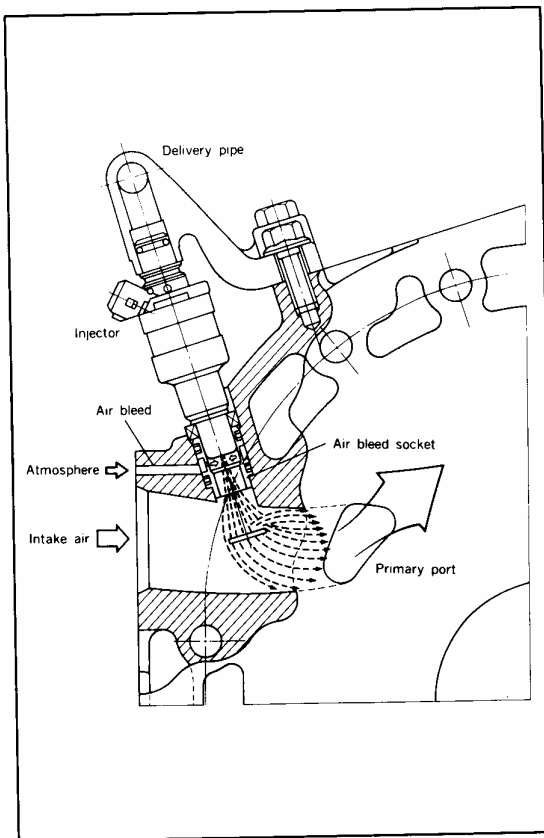 Delivery pipe
Injector
Air bleed
Air bleed socket
Atmosphere
Intake air
Primary port